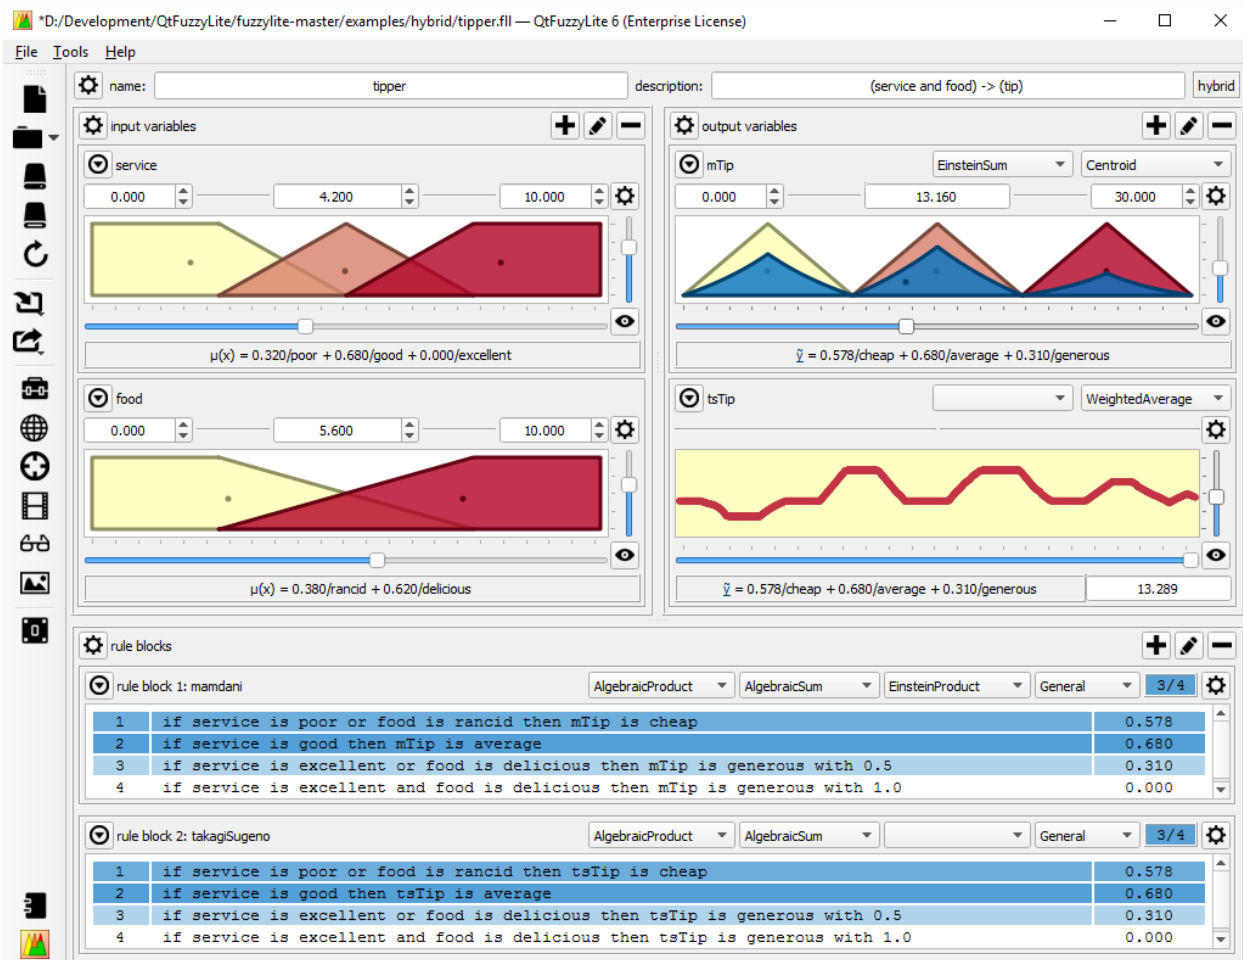 *D:/Development/QtFuzzyLite/fuzzylite-master/examples/hybrid/tipper.fll — QtFuzzyLite 6 (Enterprise License)
File Tools Help
name: tipper description: (service and food) -> (tip) hybrid
input variables
service
0.000 4.200 10.000
μ(x) = 0.320/poor + 0.680/good + 0.000/excellent
food
0.000 5.600 10.000
μ(x) = 0.380/rancid + 0.620/delicious
output variables
mTip EinsteinSum Centroid
0.000 13.160 30.000
ỹ = 0.578/cheap + 0.680/average + 0.310/generous
tsTip WeightedAverage
ỹ = 0.578/cheap + 0.680/average + 0.310/generous 13.289
rule blocks
rule block 1: mamdani AlgebraicProduct AlgebraicSum EinsteinProduct General 3/4
1 if service is poor or food is rancid then mTip is cheap 0.578
2 if service is good then mTip is average 0.680
3 if service is excellent or food is delicious then mTip is generous with 0.5 0.310
4 if service is excellent and food is delicious then mTip is generous with 1.0 0.000
rule block 2: takagiSugeno AlgebraicProduct AlgebraicSum General 3/4
1 if service is poor or food is rancid then tsTip is cheap 0.578
2 if service is good then tsTip is average 0.680
3 if service is excellent or food is delicious then tsTip is generous with 0.5 0.310
4 if service is excellent and food is delicious then tsTip is generous with 1.0 0.000